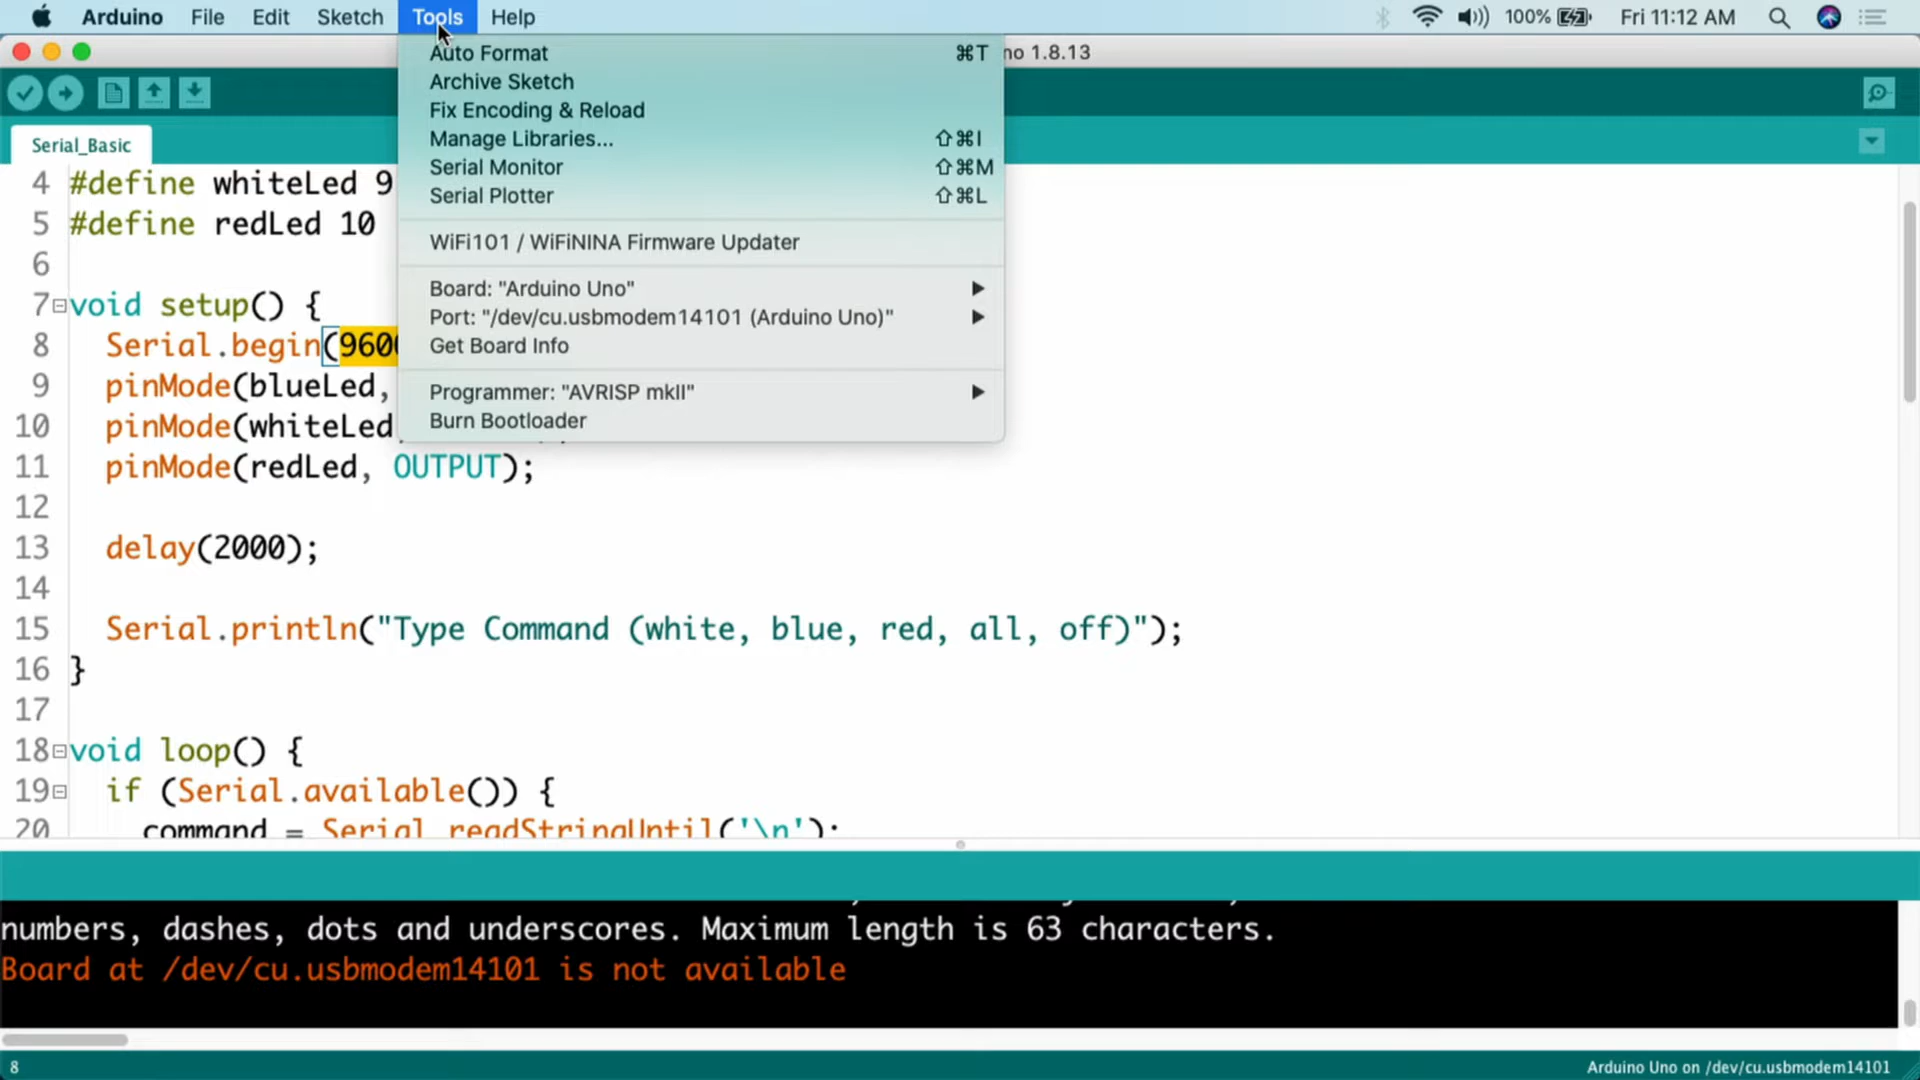 Arduino File Edit Sketch Tools Help 100% Fri 11:12 AM
no 1.8.13
Auto Format ⌘T
Archive Sketch
Fix Encoding & Reload
Manage Libraries... ⇧⌘I
Serial Monitor ⇧⌘M
Serial Plotter ⇧⌘L
WiFi101 / WiFiNINA Firmware Updater
Board: "Arduino Uno"
Port: "/dev/cu.usbmodem14101 (Arduino Uno)"
Get Board Info
Programmer: "AVRISP mkII"
Burn Bootloader
Serial_Basic
4 #define whiteLed 9
5 #define redLed 10
6
7 void setup() {
8 Serial.begin(960
9 pinMode(blueLed,
10 pinMode(whiteLed,
11 pinMode(redLed, OUTPUT);
12
13 delay(2000);
14
15 Serial.println("Type Command (white, blue, red, all, off)");
16 }
17
18 void loop() {
19 if (Serial.available()) {
20 command = Serial.readStringUntil('\n');
numbers, dashes, dots and underscores. Maximum length is 63 characters.
Board at /dev/cu.usbmodem14101 is not available
8 Arduino Uno on /dev/cu.usbmodem14101